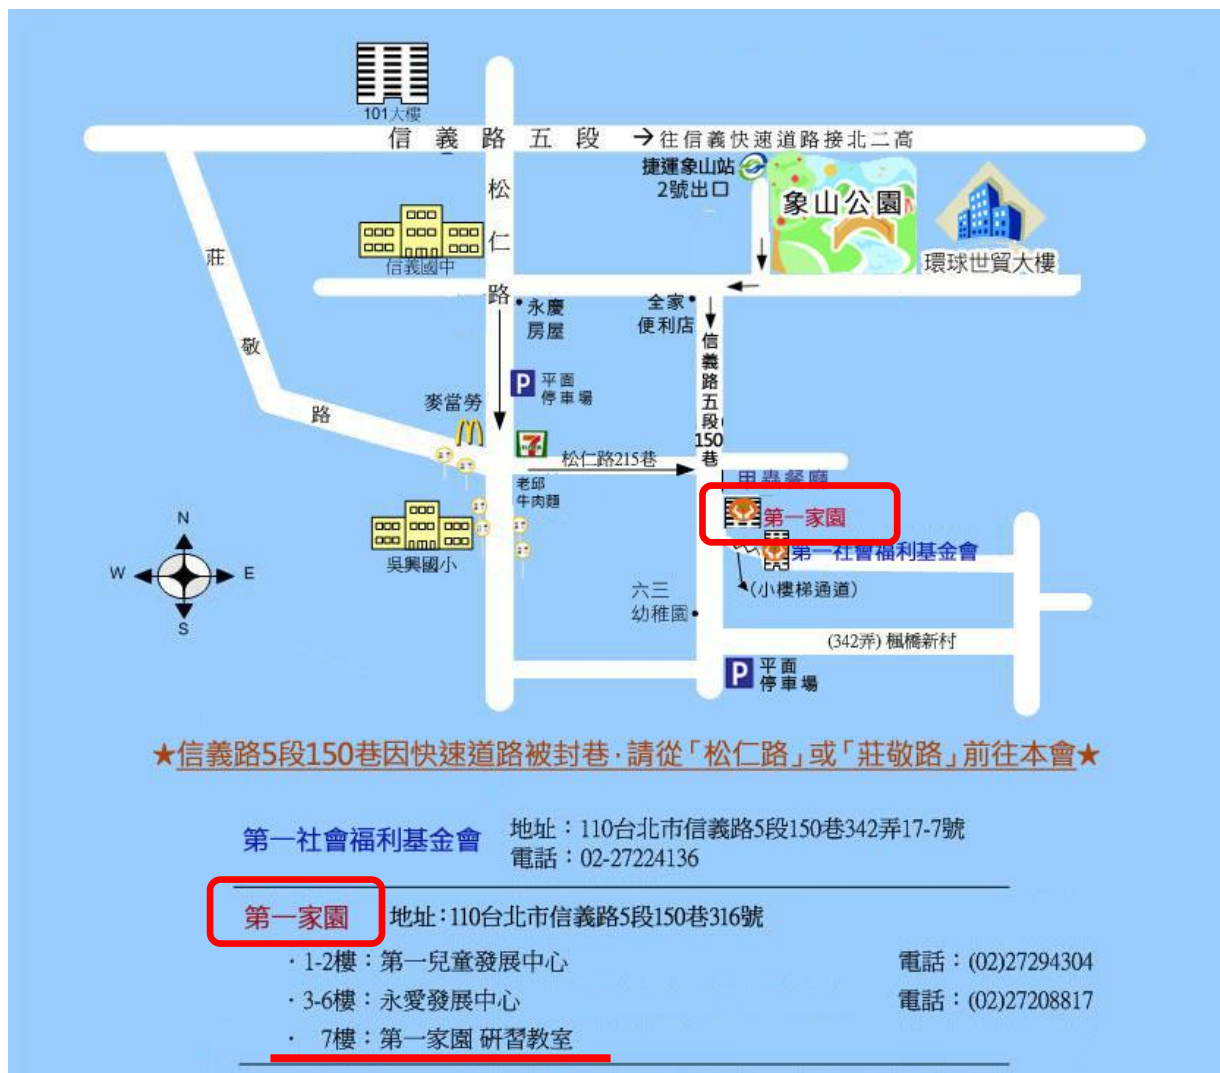 101大樓
信義路五段 →往信義快速道路接北二高
捷運象山站
2號出口
象山公園
環球世貿大樓
松仁路
信義國中
莊敬路
永慶
房屋
全家
便利店
信義路五段150巷
P 平面
停車場
麥當勞
7
松仁路215巷
老邱
牛肉麵
甲蟲餐廳
第一家園
第一社會福利基金會
(小樓梯通道)
吳興國小
N
W
E
S
六三
幼稚園
(342弄) 楓橋新村
P 平面
停車場
★信義路5段150巷因快速道路被封巷,請從「松仁路」或「莊敬路」前往本會★
第一社會福利基金會
地址：110台北市信義路5段150巷342弄17-7號
電話：02-27224136
第一家園 地址:110台北市信義路5段150巷316號
·1-2樓：第一兒童發展中心 電話：(02)27294304
·3-6樓：永愛發展中心 電話：(02)27208817
· 7樓：第一家園 研習教室